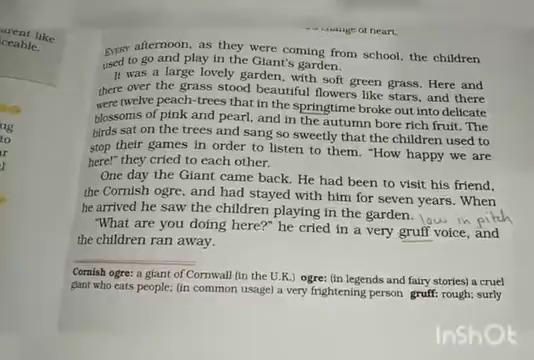 change of heart.
arent like
iceable.
EVERY afternoon, as they were coming from school, the children
used to go and play in the Giant's garden.
It was a large lovely garden, with soft green grass. Here and
there over the grass stood beautiful flowers like stars, and there
were twelve peach-trees that in the springtime broke out into delicate
blossoms of pink and pearl, and in the autumn bore rich fruit. The
birds sat on the trees and sang so sweetly that the children used to
stop their games in order to listen to them. "How happy we are
here!" they cried to each other.
One day the Giant came back. He had been to visit his friend,
the Cornish ogre, and had stayed with him for seven years. When
he arrived he saw the children playing in the garden. low in pitch
"What are you doing here?" he cried in a very gruff voice, and
the children ran away.
Cornish ogre: a giant of Cornwall (in the U.K.) ogre: (in legends and fairy stories) a cruel
giant who eats people; (in common usage) a very frightening person gruff: rough; surly
InShOt